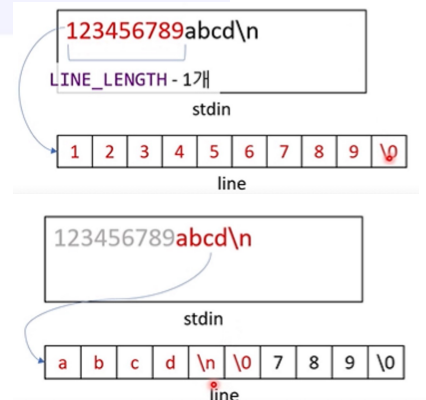 123456789abcd\n
LINE_LENGTH - 1개
stdin
1 2 3 4 5 6 7 8 9 \0
line
123456789abcd\n
stdin
a b c d \n \0 7 8 9 \0
line